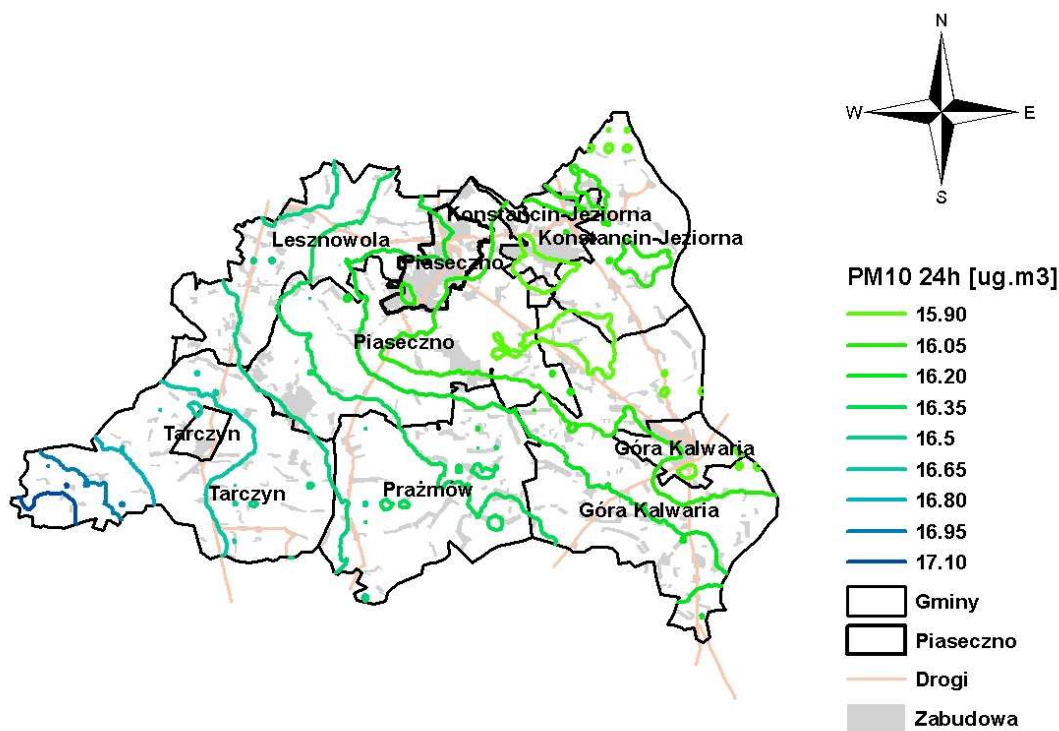 N
W
E
S
Konstancin-Jeziorna
Lesznowola
Konstancin-Jeziorna
Piaseczno
Piaseczno
Tarczyn
Góra Kalwaria
Tarczyn
Prażmów
Góra Kalwaria
PM10 24h [ug.m3]
15.90
16.05
16.20
16.35
16.5
16.65
16.80
16.95
17.10
Gminy
Piaseczno
Drogi
Zabudowa